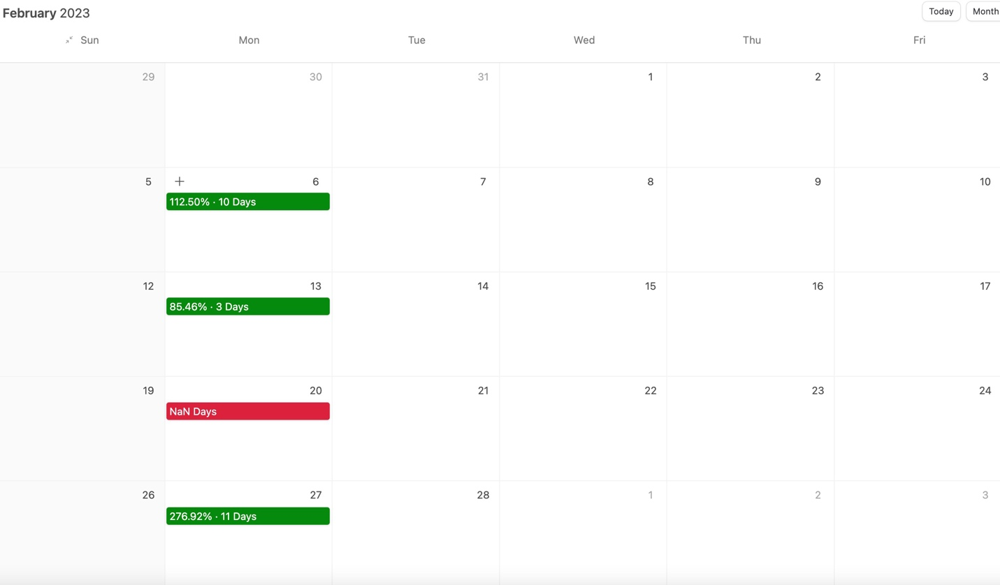 February 2023
Today Month
Sun Mon Tue Wed Thu Fri
29 30 31 1 2 3
5 6 7 8 9 10
112.50% · 10 Days
12 13 14 15 16 17
85.46% · 3 Days
19 20 21 22 23 24
NaN Days
26 27 28 1 2 3
276.92% · 11 Days